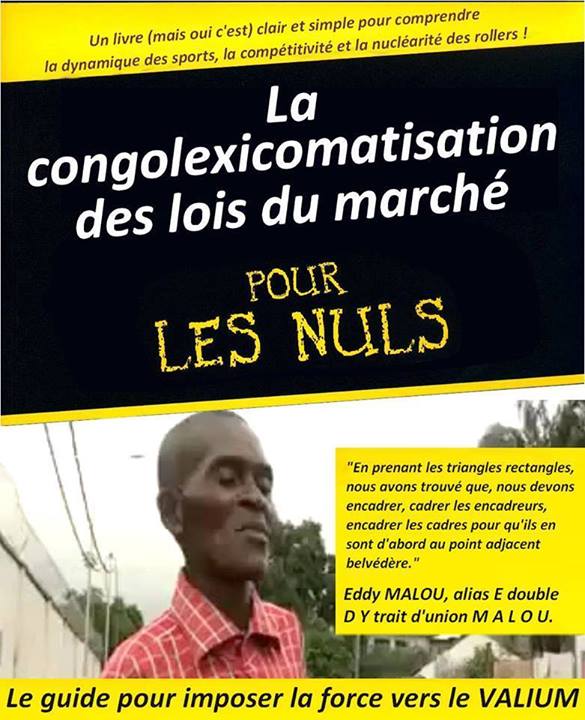 Un livre (mais oui c'est) clair et simple pour comprendre
la dynamique des sports, la compétitivité et la nucléarité des rollers !
La
congolexicomatisation
des lois du marché
POUR
LES NULS
"En prenant les triangles rectangles,
nous avons trouvé que, nous devons
encadrer, cadrer les encadreurs,
encadrer les cadres pour qu'ils en
sont d'abord au point adjacent
belvédère."
Eddy MALOU, alias E double
D Y trait d'union M A L O U.
Le guide pour imposer la force vers le VALIUM